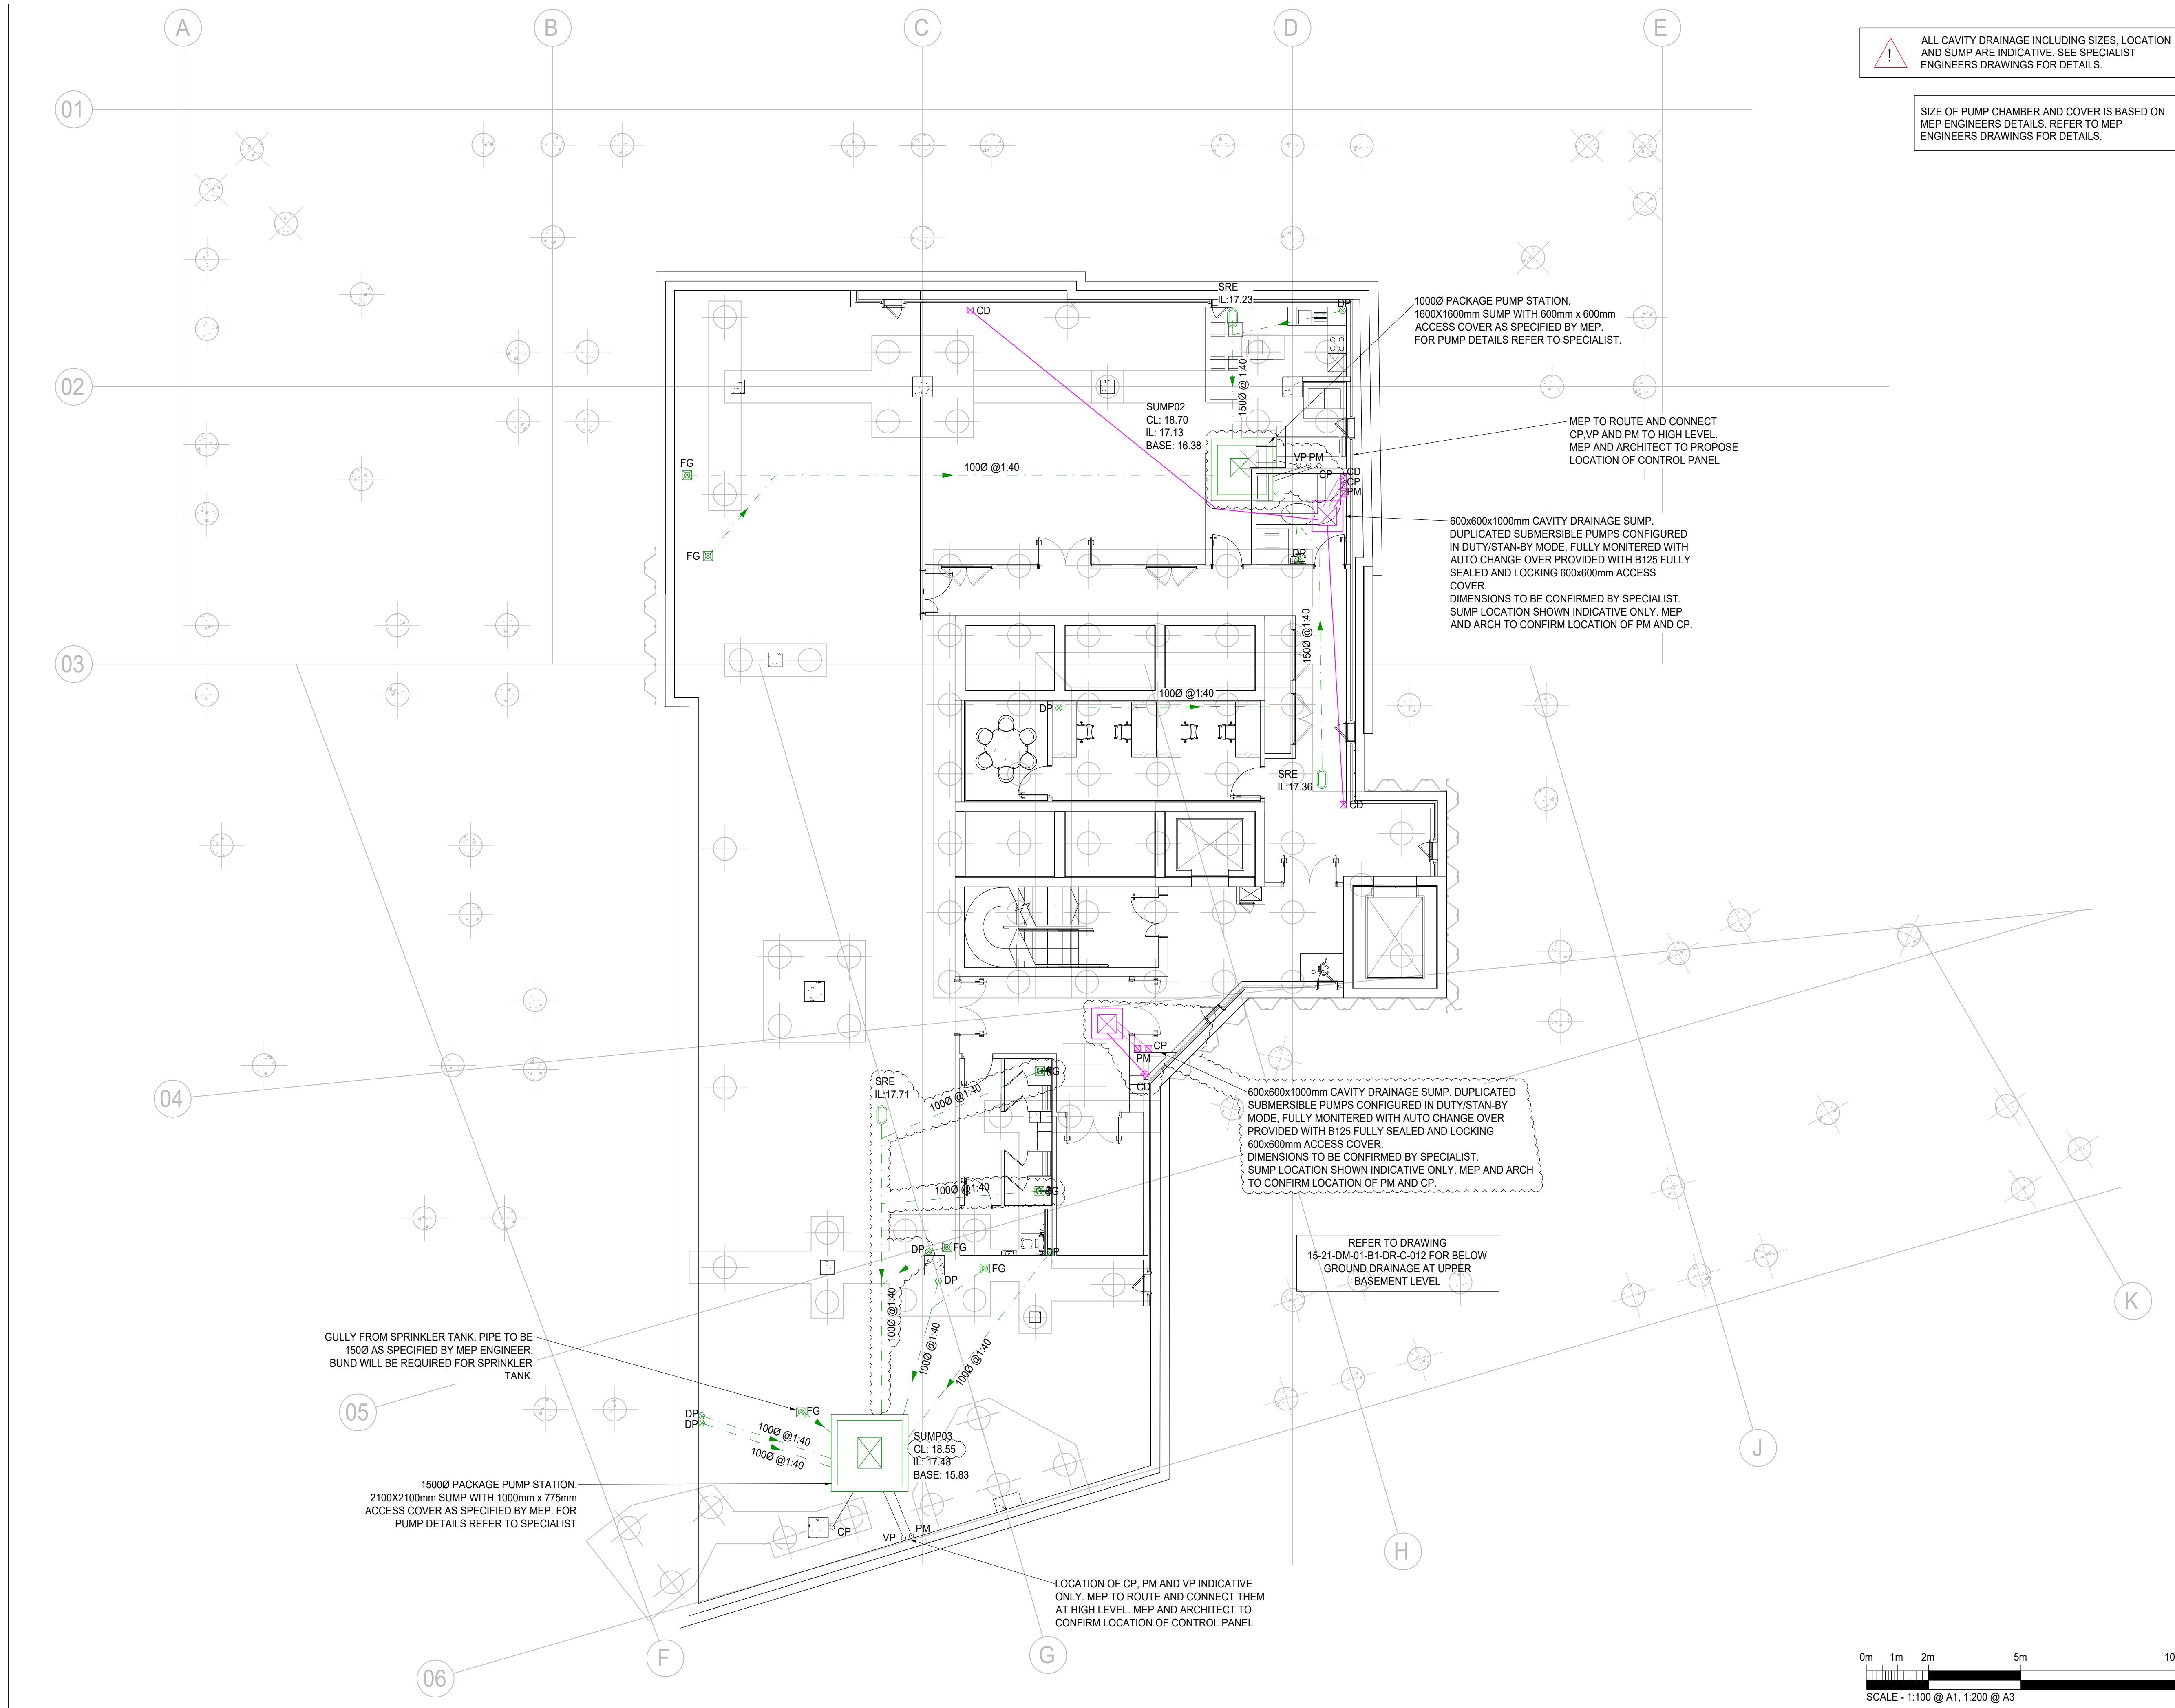 A
B
C
D
E
ALL CAVITY DRAINAGE INCLUDING SIZES, LOCATION
AND SUMP ARE INDICATIVE. SEE SPECIALIST
ENGINEERS DRAWINGS FOR DETAILS.
!
01
SIZE OF PUMP CHAMBER AND COVER IS BASED ON
MEP ENGINEERS DETAILS. REFER TO MEP
ENGINEERS DRAWINGS FOR DETAILS.
SRE
IL:17.23
CD
DP
1000Ø PACKAGE PUMP STATION.
1600X1600mm SUMP WITH 600mm x 600mm
ACCESS COVER AS SPECIFIED BY MEP.
FOR PUMP DETAILS REFER TO SPECIALIST.
02
150Ø @ 1:40
SUMP02
CL: 18.70
IL: 17.13
BASE: 16.38
MEP TO ROUTE AND CONNECT
CP,VP AND PM TO HIGH LEVEL.
MEP AND ARCHITECT TO PROPOSE
LOCATION OF CONTROL PANEL
FG
100Ø @1:40
VP PM
CP
CD
CP
PM
600x600x1000mm CAVITY DRAINAGE SUMP.
DUPLICATED SUBMERSIBLE PUMPS CONFIGURED
IN DUTY/STAN-BY MODE, FULLY MONITERED WITH
AUTO CHANGE OVER PROVIDED WITH B125 FULLY
SEALED AND LOCKING 600x600mm ACCESS
COVER.
DIMENSIONS TO BE CONFIRMED BY SPECIALIST.
SUMP LOCATION SHOWN INDICATIVE ONLY. MEP
AND ARCH TO CONFIRM LOCATION OF PM AND CP.
FG
DP
150Ø @1:40
03
100Ø @1:40
DP
SRE
IL:17.36
CD
CP
PM
CD
04
SRE
IL:17.71
100Ø @1:40
FG
600x600x1000mm CAVITY DRAINAGE SUMP. DUPLICATED
SUBMERSIBLE PUMPS CONFIGURED IN DUTY/STAN-BY
MODE, FULLY MONITERED WITH AUTO CHANGE OVER
PROVIDED WITH B125 FULLY SEALED AND LOCKING
600x600mm ACCESS COVER.
DIMENSIONS TO BE CONFIRMED BY SPECIALIST.
SUMP LOCATION SHOWN INDICATIVE ONLY. MEP AND ARCH
TO CONFIRM LOCATION OF PM AND CP.
100Ø @1:40
FG
DP
FG
DP
REFER TO DRAWING
15-21-DM-01-B1-DR-C-012 FOR BELOW
GROUND DRAINAGE AT UPPER
BASEMENT LEVEL
FG
DP
K
100Ø @1:40
100Ø @1:40
100Ø @1:40
GULLY FROM SPRINKLER TANK. PIPE TO BE
150Ø AS SPECIFIED BY MEP ENGINEER.
BUND WILL BE REQUIRED FOR SPRINKLER
TANK.
05
DP
DP
FG
100Ø @1:40
100Ø @1:40
SUMP03
CL: 18.55
IL: 17.48
BASE: 15.83
J
1500Ø PACKAGE PUMP STATION.
2100X2100mm SUMP WITH 1000mm x 775mm
ACCESS COVER AS SPECIFIED BY MEP. FOR
PUMP DETAILS REFER TO SPECIALIST
CP
VP
PM
H
LOCATION OF CP, PM AND VP INDICATIVE
ONLY. MEP TO ROUTE AND CONNECT THEM
AT HIGH LEVEL. MEP AND ARCHITECT TO
CONFIRM LOCATION OF CONTROL PANEL
F
G
06
0m 1m 2m 5m 10
SCALE - 1:100 @ A1, 1:200 @ A3